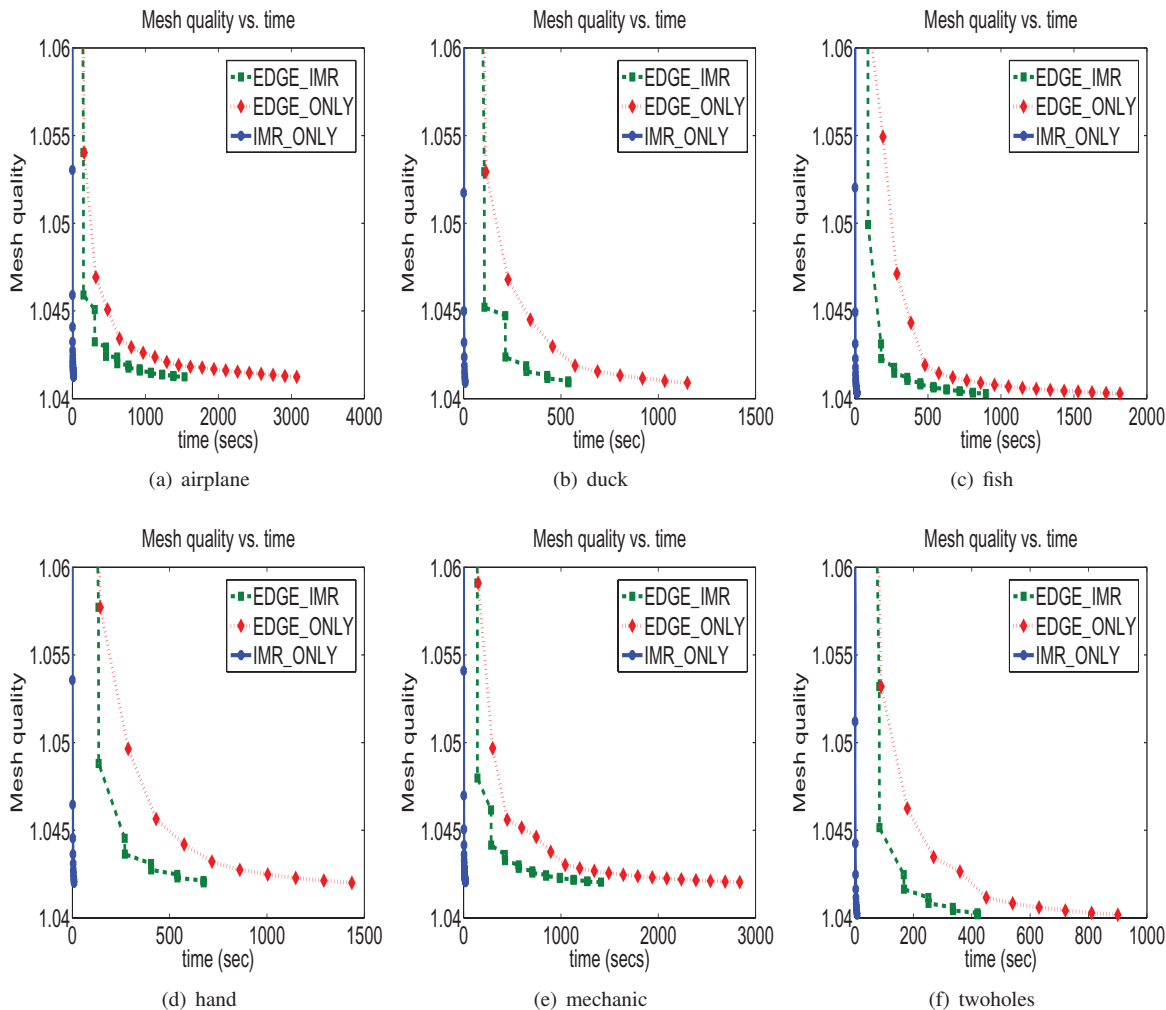 Mesh quality vs. time
1.06
1.055
1.05
1.045
1.04
Mesh quality
EDGE_IMR
EDGE_ONLY
IMR_ONLY
0
1000
2000
3000
4000
time (secs)
(a) airplane
Mesh quality vs. time
1.06
1.055
1.05
1.045
1.04
Mesh quality
EDGE_IMR
EDGE_ONLY
IMR_ONLY
0
500
1000
1500
time (sec)
(b) duck
Mesh quality vs. time
1.06
1.055
1.05
1.045
1.04
Mesh quality
EDGE_IMR
EDGE_ONLY
IMR_ONLY
0
500
1000
1500
2000
time (secs)
(c) fish
Mesh quality vs. time
1.06
1.055
1.05
1.045
1.04
Mesh quality
EDGE_IMR
EDGE_ONLY
IMR_ONLY
0
500
1000
1500
time (sec)
(d) hand
Mesh quality vs. time
1.06
1.055
1.05
1.045
1.04
Mesh quality
EDGE_IMR
EDGE_ONLY
IMR_ONLY
0
1000
2000
3000
time (secs)
(e) mechanic
Mesh quality vs. time
1.06
1.055
1.05
1.045
1.04
Mesh quality
EDGE_IMR
EDGE_ONLY
IMR_ONLY
0
200
400
600
800
1000
time (sec)
(f) twoholes